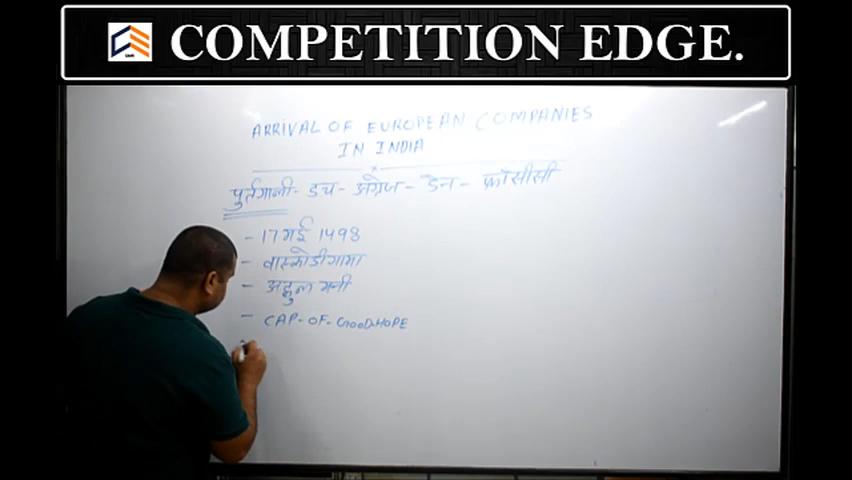 COMPETITION EDGE.
ARRIVAL OF EUROPEAN COMPANIES
IN INDIA
पुर्तगाली - डच - अंग्रेज - डेन - फ्रांसीसी
- 17 मई 1498
- वास्कोडीगामा
- अब्दुल मनी
- CAP-OF-GOOD-HOPE